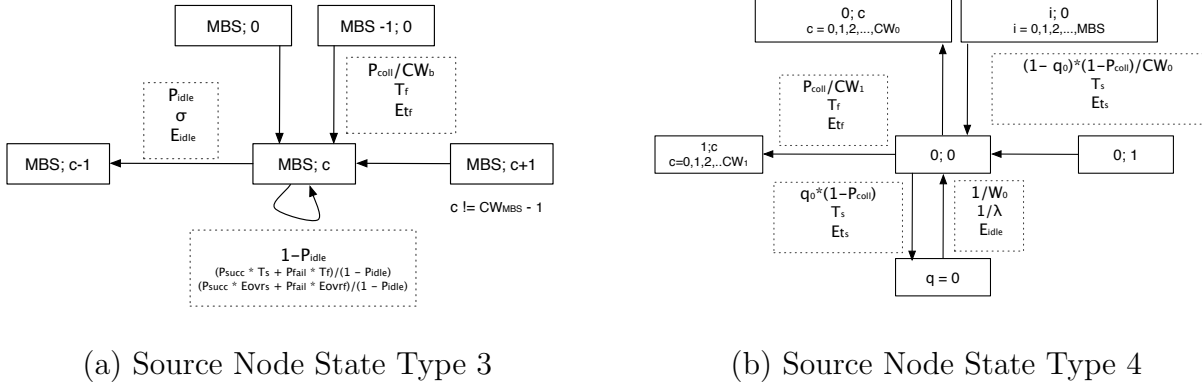 MBS; 0
MBS -1; 0
Pcoll/CWb
Tf
Etf
Pidle
σ
Eidle
MBS; c-1
MBS; c
MBS; c+1
c != CWMBS - 1
1-Pidle
(Psucc * Ts + Pfail * Tf)/(1 - Pidle)
(Psucc * Eovrs + Pfail * Eovrf)/(1 - Pidle)
(a) Source Node State Type 3
0; c
c = 0,1,2,...,CW0
i; 0
i = 0,1,2,...,MBS
(1- q0)*(1-Pcoll)/CW0
Ts
Ets
Pcoll/CW1
Tf
Etf
1;c
c=0,1,2,..CW1
0; 0
0; 1
q0*(1-Pcoll)
Ts
Ets
1/W0
1/λ
Eidle
q = 0
(b) Source Node State Type 4